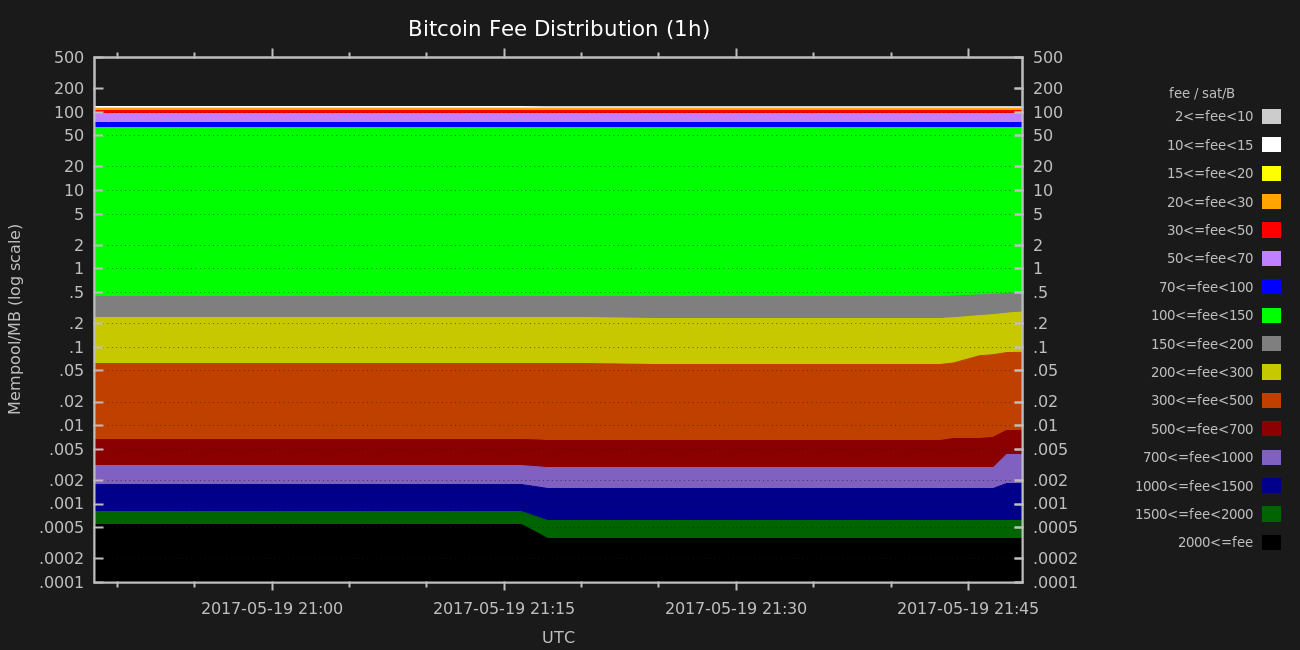 Bitcoin Fee Distribution (1h)
Mempool/MB (log scale)
500
200
100
50
20
10
5
2
1
.5
.2
.1
.05
.02
.01
.005
.002
.001
.0005
.0002
.0001
500
200
100
50
20
10
5
2
1
.5
.2
.1
.05
.02
.01
.005
.002
.001
.0005
.0002
.0001
2017-05-19 21:00
2017-05-19 21:15
2017-05-19 21:30
2017-05-19 21:45
UTC
fee / sat/B
2<=fee<10
10<=fee<15
15<=fee<20
20<=fee<30
30<=fee<50
50<=fee<70
70<=fee<100
100<=fee<150
150<=fee<200
200<=fee<300
300<=fee<500
500<=fee<700
700<=fee<1000
1000<=fee<1500
1500<=fee<2000
2000<=fee